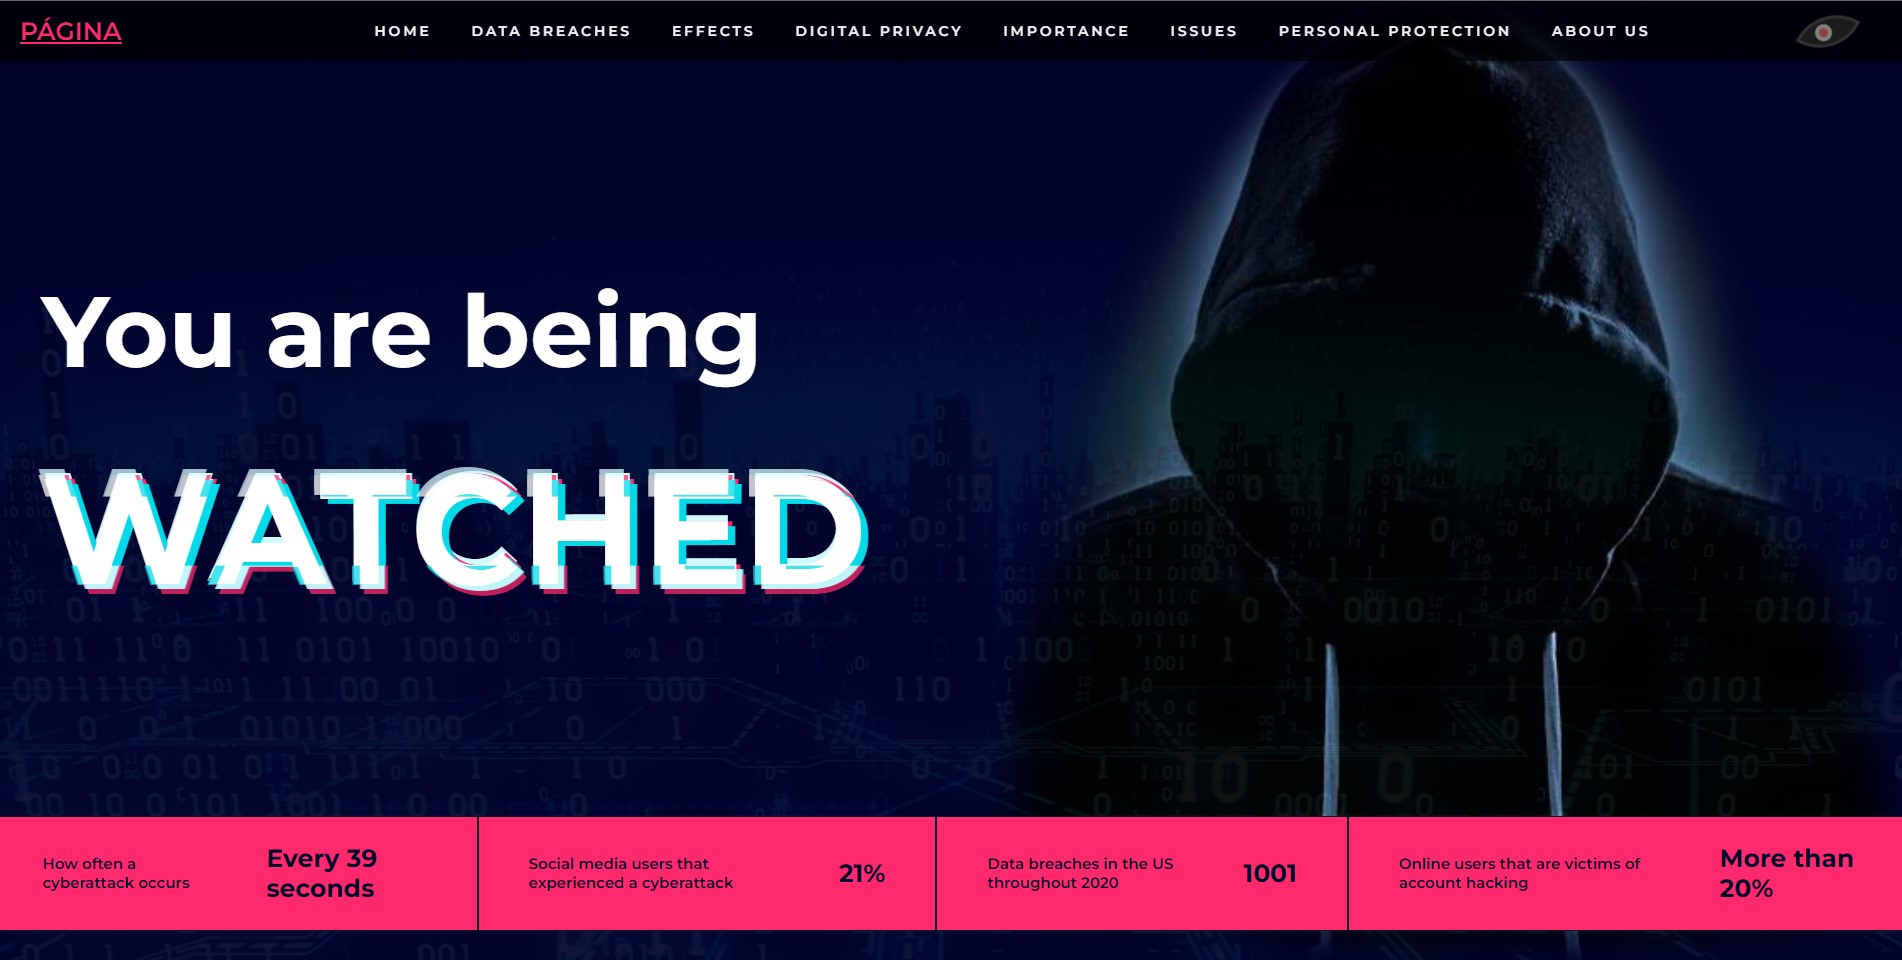 PÁGINA
HOME DATA BREACHES EFFECTS DIGITAL PRIVACY IMPORTANCE ISSUES PERSONAL PROTECTION ABOUT US
You are being
WATCHED
How often a
cyberattack occurs
Every 39
seconds
Social media users that
experienced a cyberattack
21%
Data breaches in the US
throughout 2020
1001
Online users that are victims of
account hacking
More than
20%